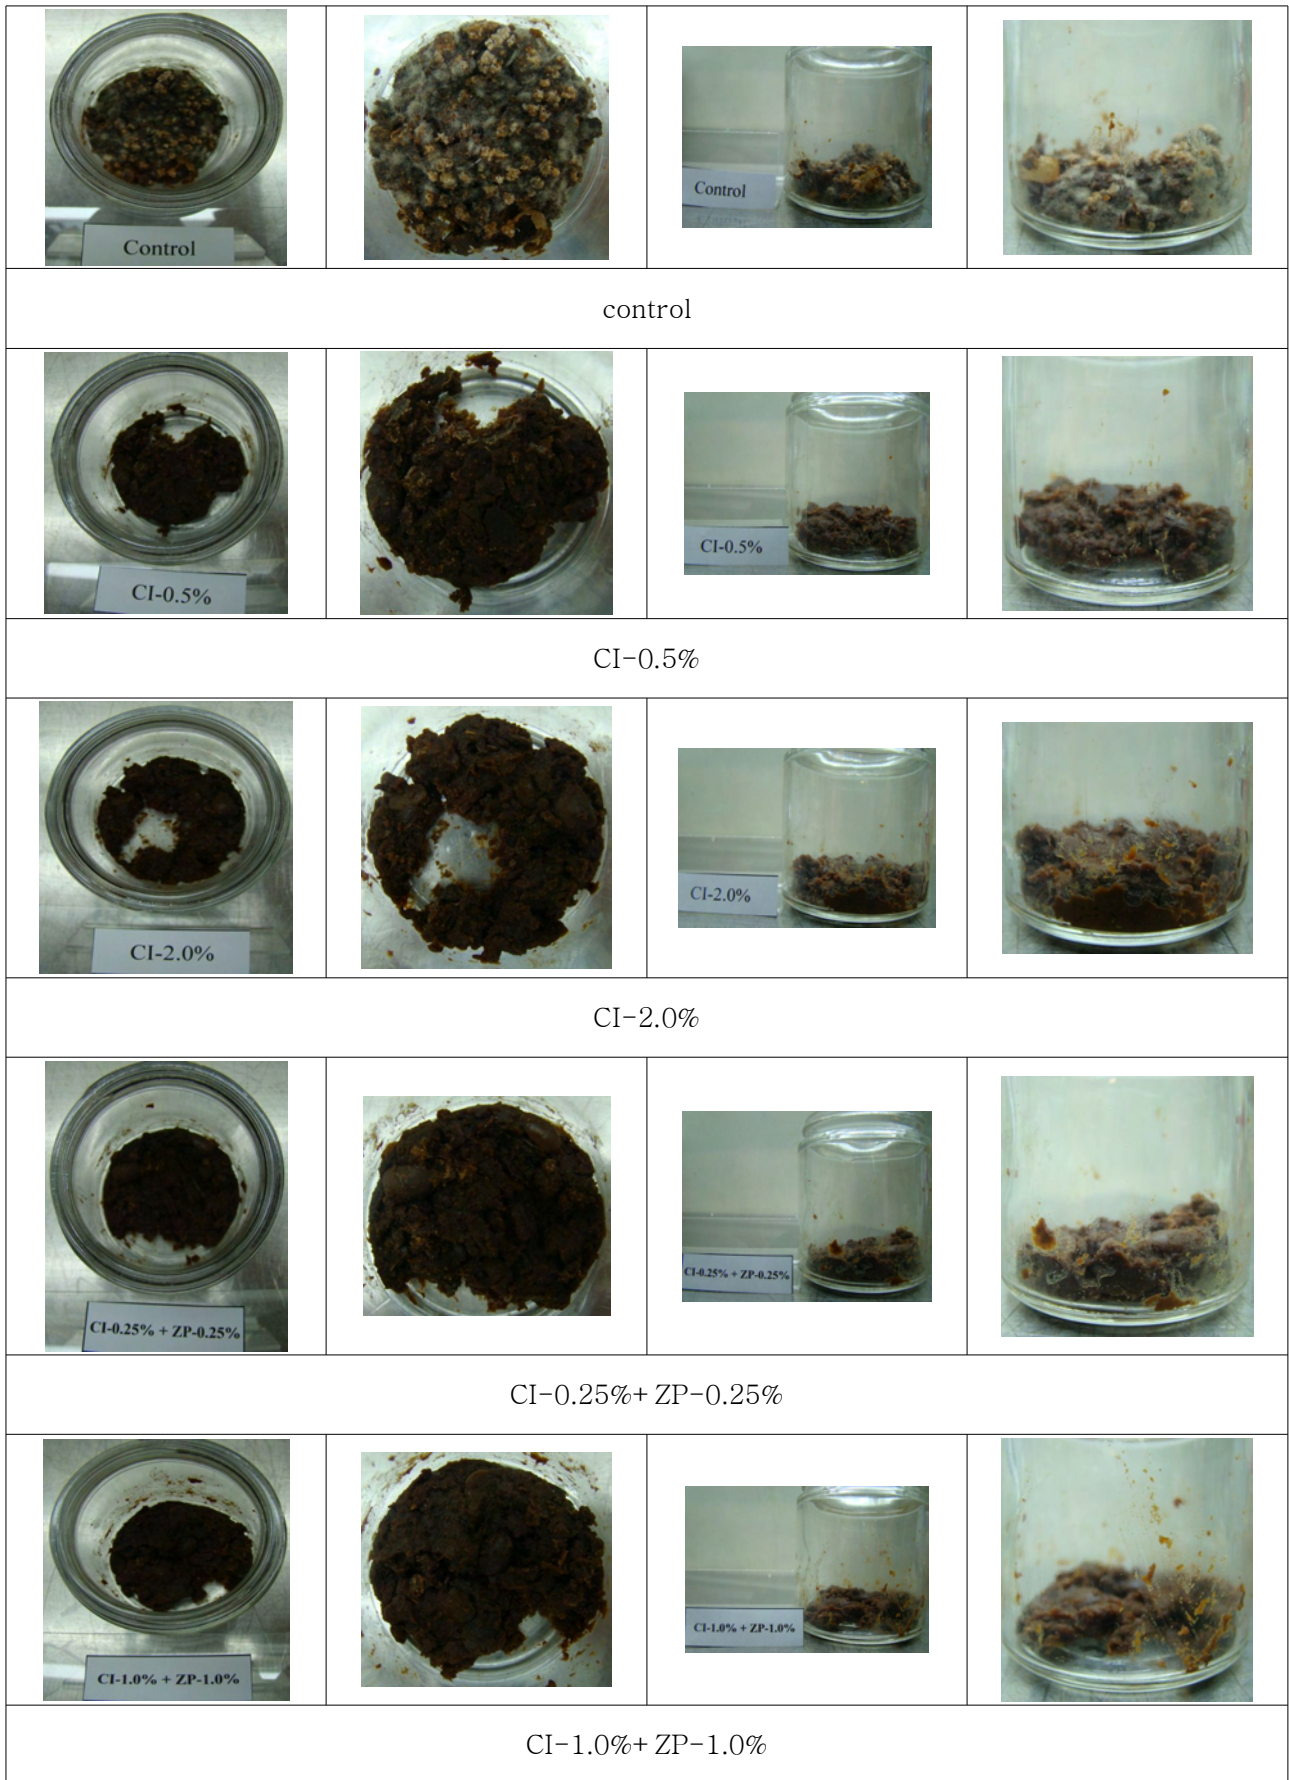 Control
Control
control
CI-0.5%
CI-0.5%
CI-0.5%
CI-2.0%
CI-2.0%
CI-2.0%
CI-0.25% + ZP-0.25%
CI-0.25% + ZP-0.25%
CI-0.25%+ ZP-0.25%
CI-1.0% + ZP-1.0%
CI-1.0% + ZP-1.0%
CI-1.0%+ ZP-1.0%